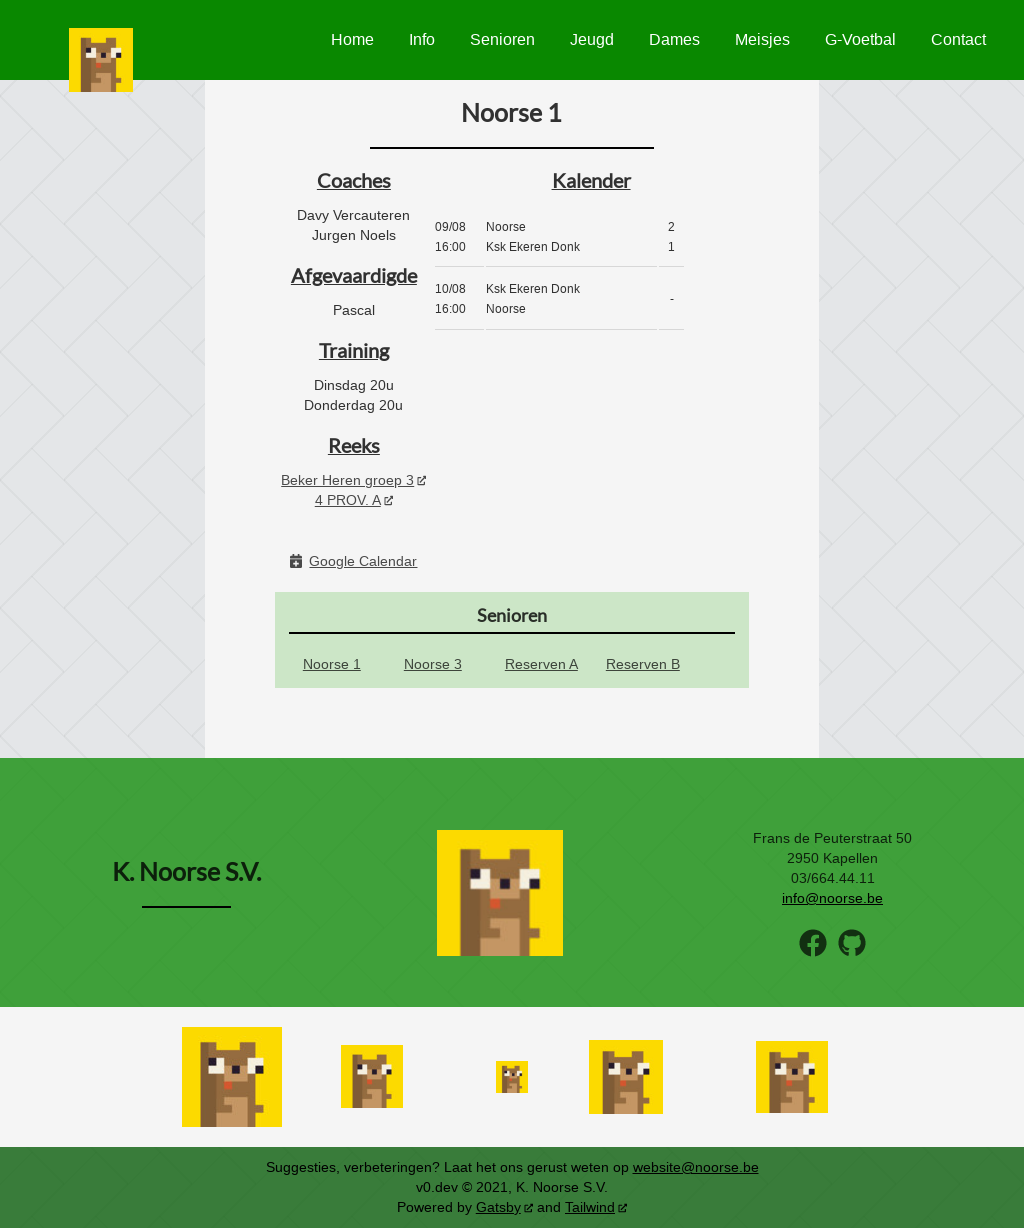 Home Info Senioren Jeugd Dames Meisjes G-Voetbal Contact
Noorse 1
Coaches
Davy Vercauteren
Jurgen Noels
Afgevaardigde
Pascal
Training
Dinsdag 20u
Donderdag 20u
Reeks
Beker Heren groep 3
4 PROV. A
Google Calendar
Kalender
09/08 Noorse 2
16:00 Ksk Ekeren Donk 1
10/08 Ksk Ekeren Donk -
16:00 Noorse
Senioren
Noorse 1 Noorse 3 Reserven A Reserven B
K. Noorse S.V.
Frans de Peuterstraat 50
2950 Kapellen
03/664.44.11
info@noorse.be
Suggesties, verbeteringen? Laat het ons gerust weten op website@noorse.be
v0.dev © 2021, K. Noorse S.V.
Powered by Gatsby and Tailwind